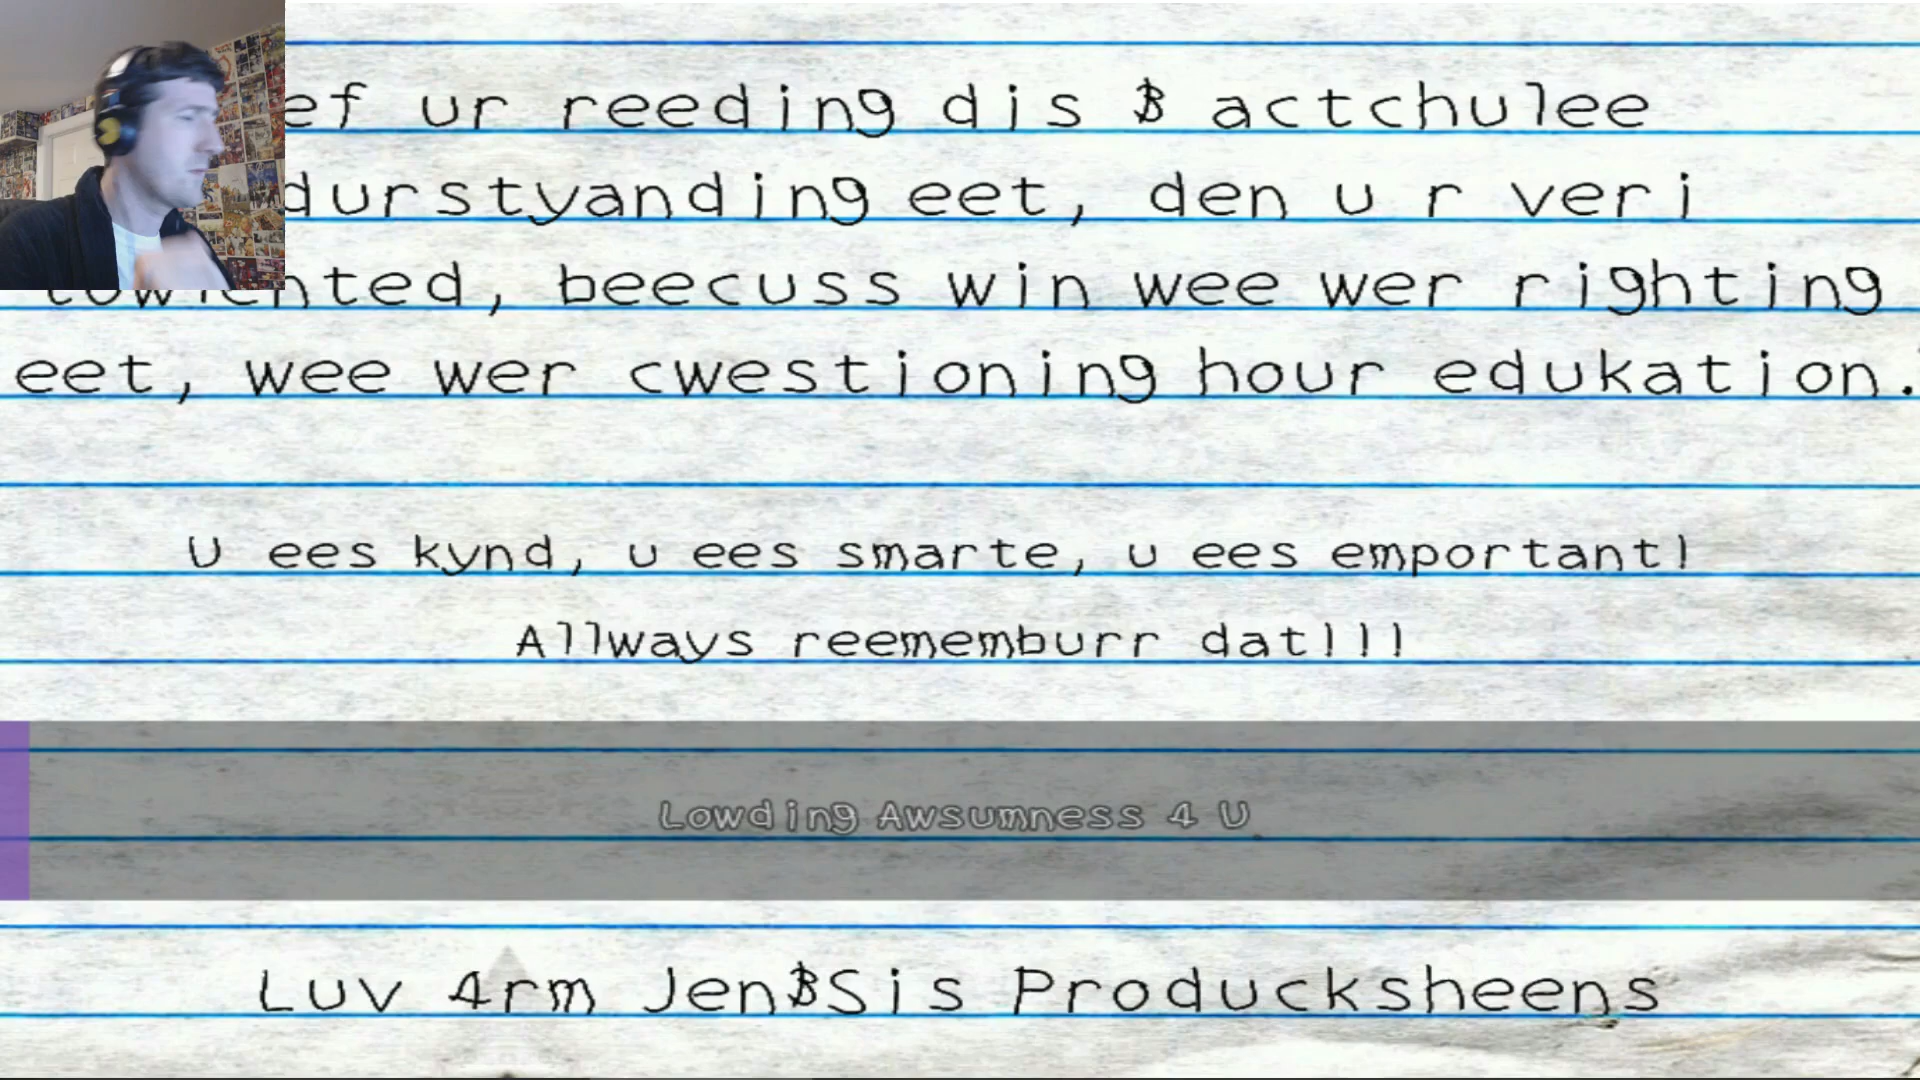 ef ur reeding dis & actchulee
durstyanding eet, den u r veri
ted, beecuss win wee wer righting
eet, wee wer cwestioning hour edukation.
U ees kynd, u ees smarte, u ees emportant!
Allways reememburr dat!!!
Lowding Awsumness 4 U
Luv 4rm Jen&Sis Producksheens